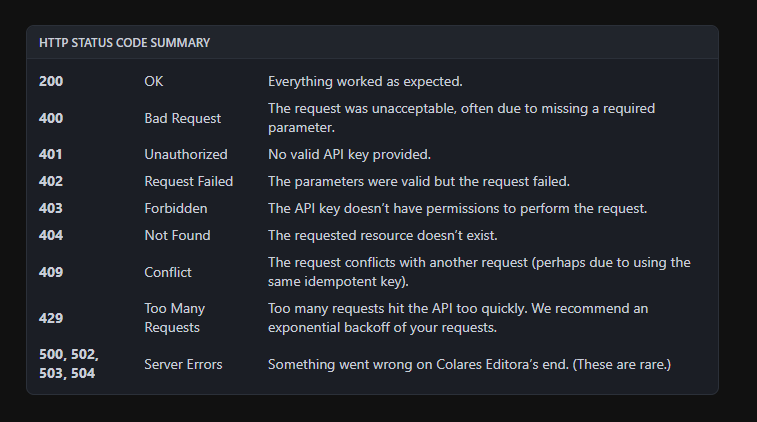 HTTP STATUS CODE SUMMARY
200 OK Everything worked as expected.
400 Bad Request The request was unacceptable, often due to missing a required
parameter.
401 Unauthorized No valid API key provided.
402 Request Failed The parameters were valid but the request failed.
403 Forbidden The API key doesn’t have permissions to perform the request.
404 Not Found The requested resource doesn’t exist.
409 Conflict The request conflicts with another request (perhaps due to using the
same idempotent key).
429 Too Many
Requests Too many requests hit the API too quickly. We recommend an
exponential backoff of your requests.
500, 502,
503, 504 Server Errors Something went wrong on Colares Editora’s end. (These are rare.)